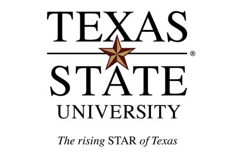 TEXAS
®
STATE
UNIVERSITY
The rising STAR of Texas